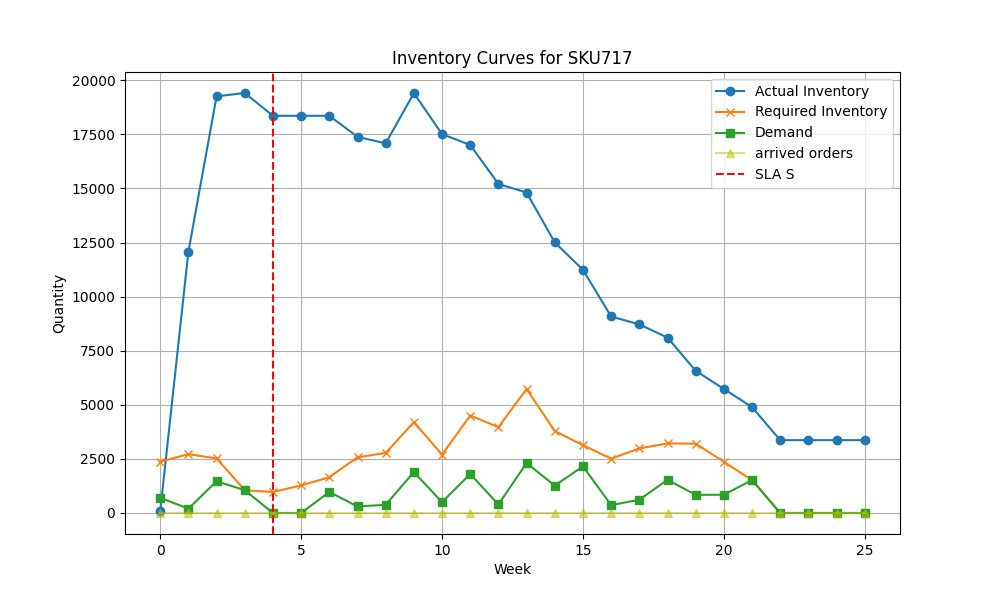 Inventory Curves for SKU717
20000
17500
15000
12500
10000
7500
5000
2500
0
Quantity
Actual Inventory
Required Inventory
Demand
arrived orders
SLA S
0 5 10 15 20 25
Week